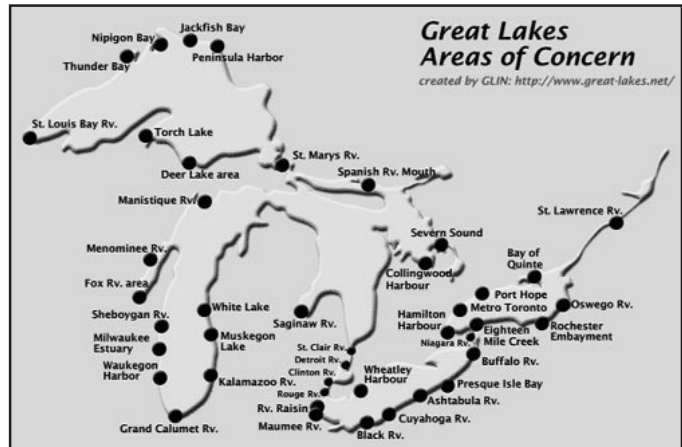 Great Lakes
Areas of Concern
created by GLIN: http://www.great-lakes.net/
Jackfish Bay
Nipigon Bay
Peninsula Harbor
Thunder Bay
St. Louis Bay Rv.
Torch Lake
Deer Lake area
St. Marys Rv.
Spanish Rv. Mouth
Manistique Rv.
St. Lawrence Rv.
Severn Sound
Menominee Rv.
Bay of
Quinte
Collingwood
Harbour
Fox Rv. area
Port Hope
Metro Toronto
Oswego Rv.
White Lake
Sheboygan Rv.
Saginaw Rv.
Hamilton
Harbour
Eighteen
Mile Creek
Rochester
Embayment
Niagara Rv.
Milwaukee
Estuary
Muskegon
Lake
St. Clair Rv.
Detroit Rv.
Buffalo Rv.
Waukegon
Harbor
Kalamazoo Rv.
Clinton Rv.
Wheatley
Harbour
Rouge Rv.
Presque Isle Bay
Rv. Raisin
Ashtabula Rv.
Maumee Rv.
Cuyahoga Rv.
Grand Calumet Rv.
Black Rv.